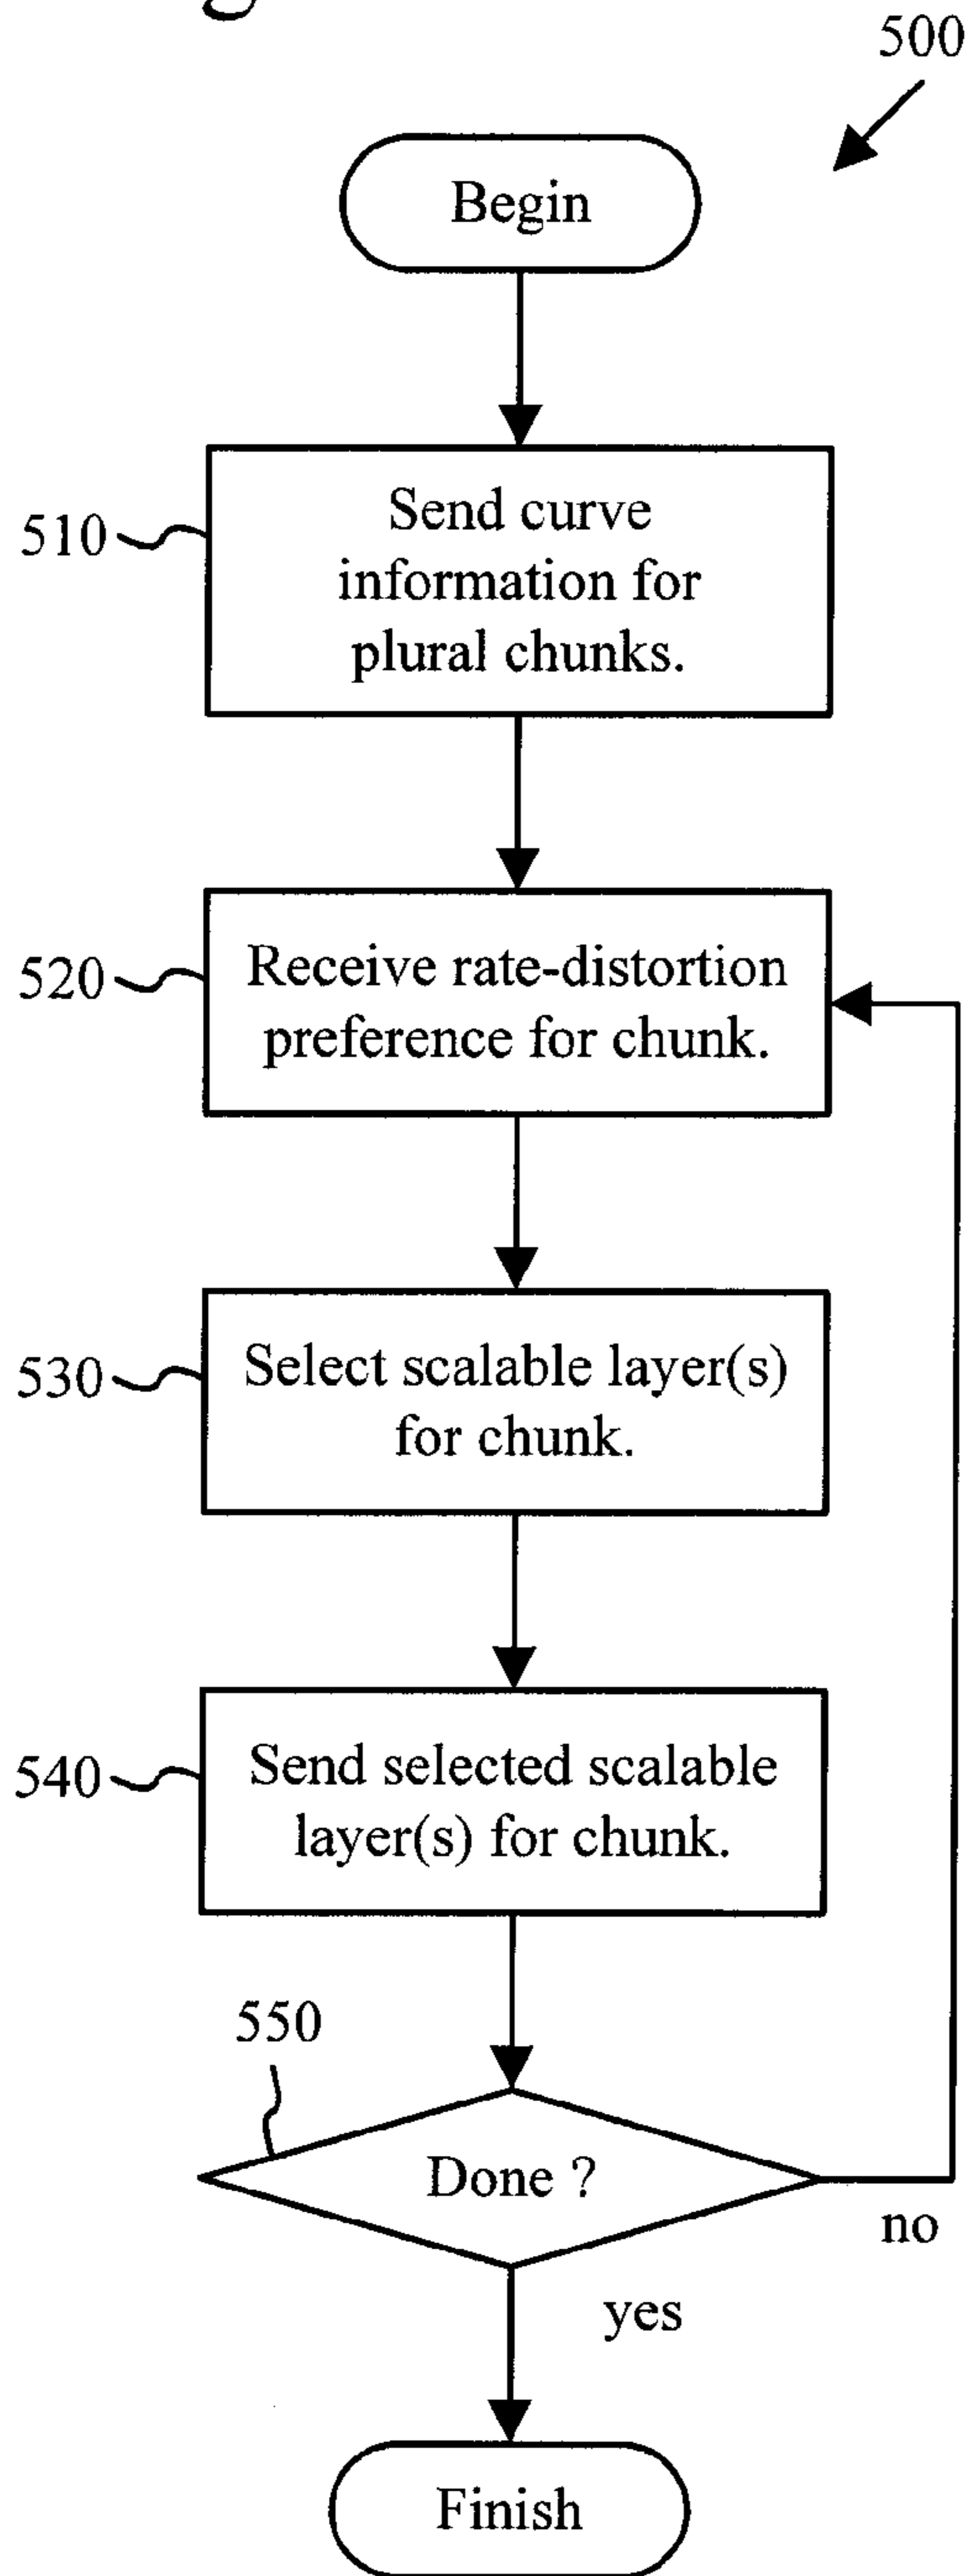 500
Begin
510
Send curve
information for
plural chunks.
520
Receive rate-distortion
preference for chunk.
530
Select scalable layer(s)
for chunk.
540
Send selected scalable
layer(s) for chunk.
550
Done ?
no
yes
Finish